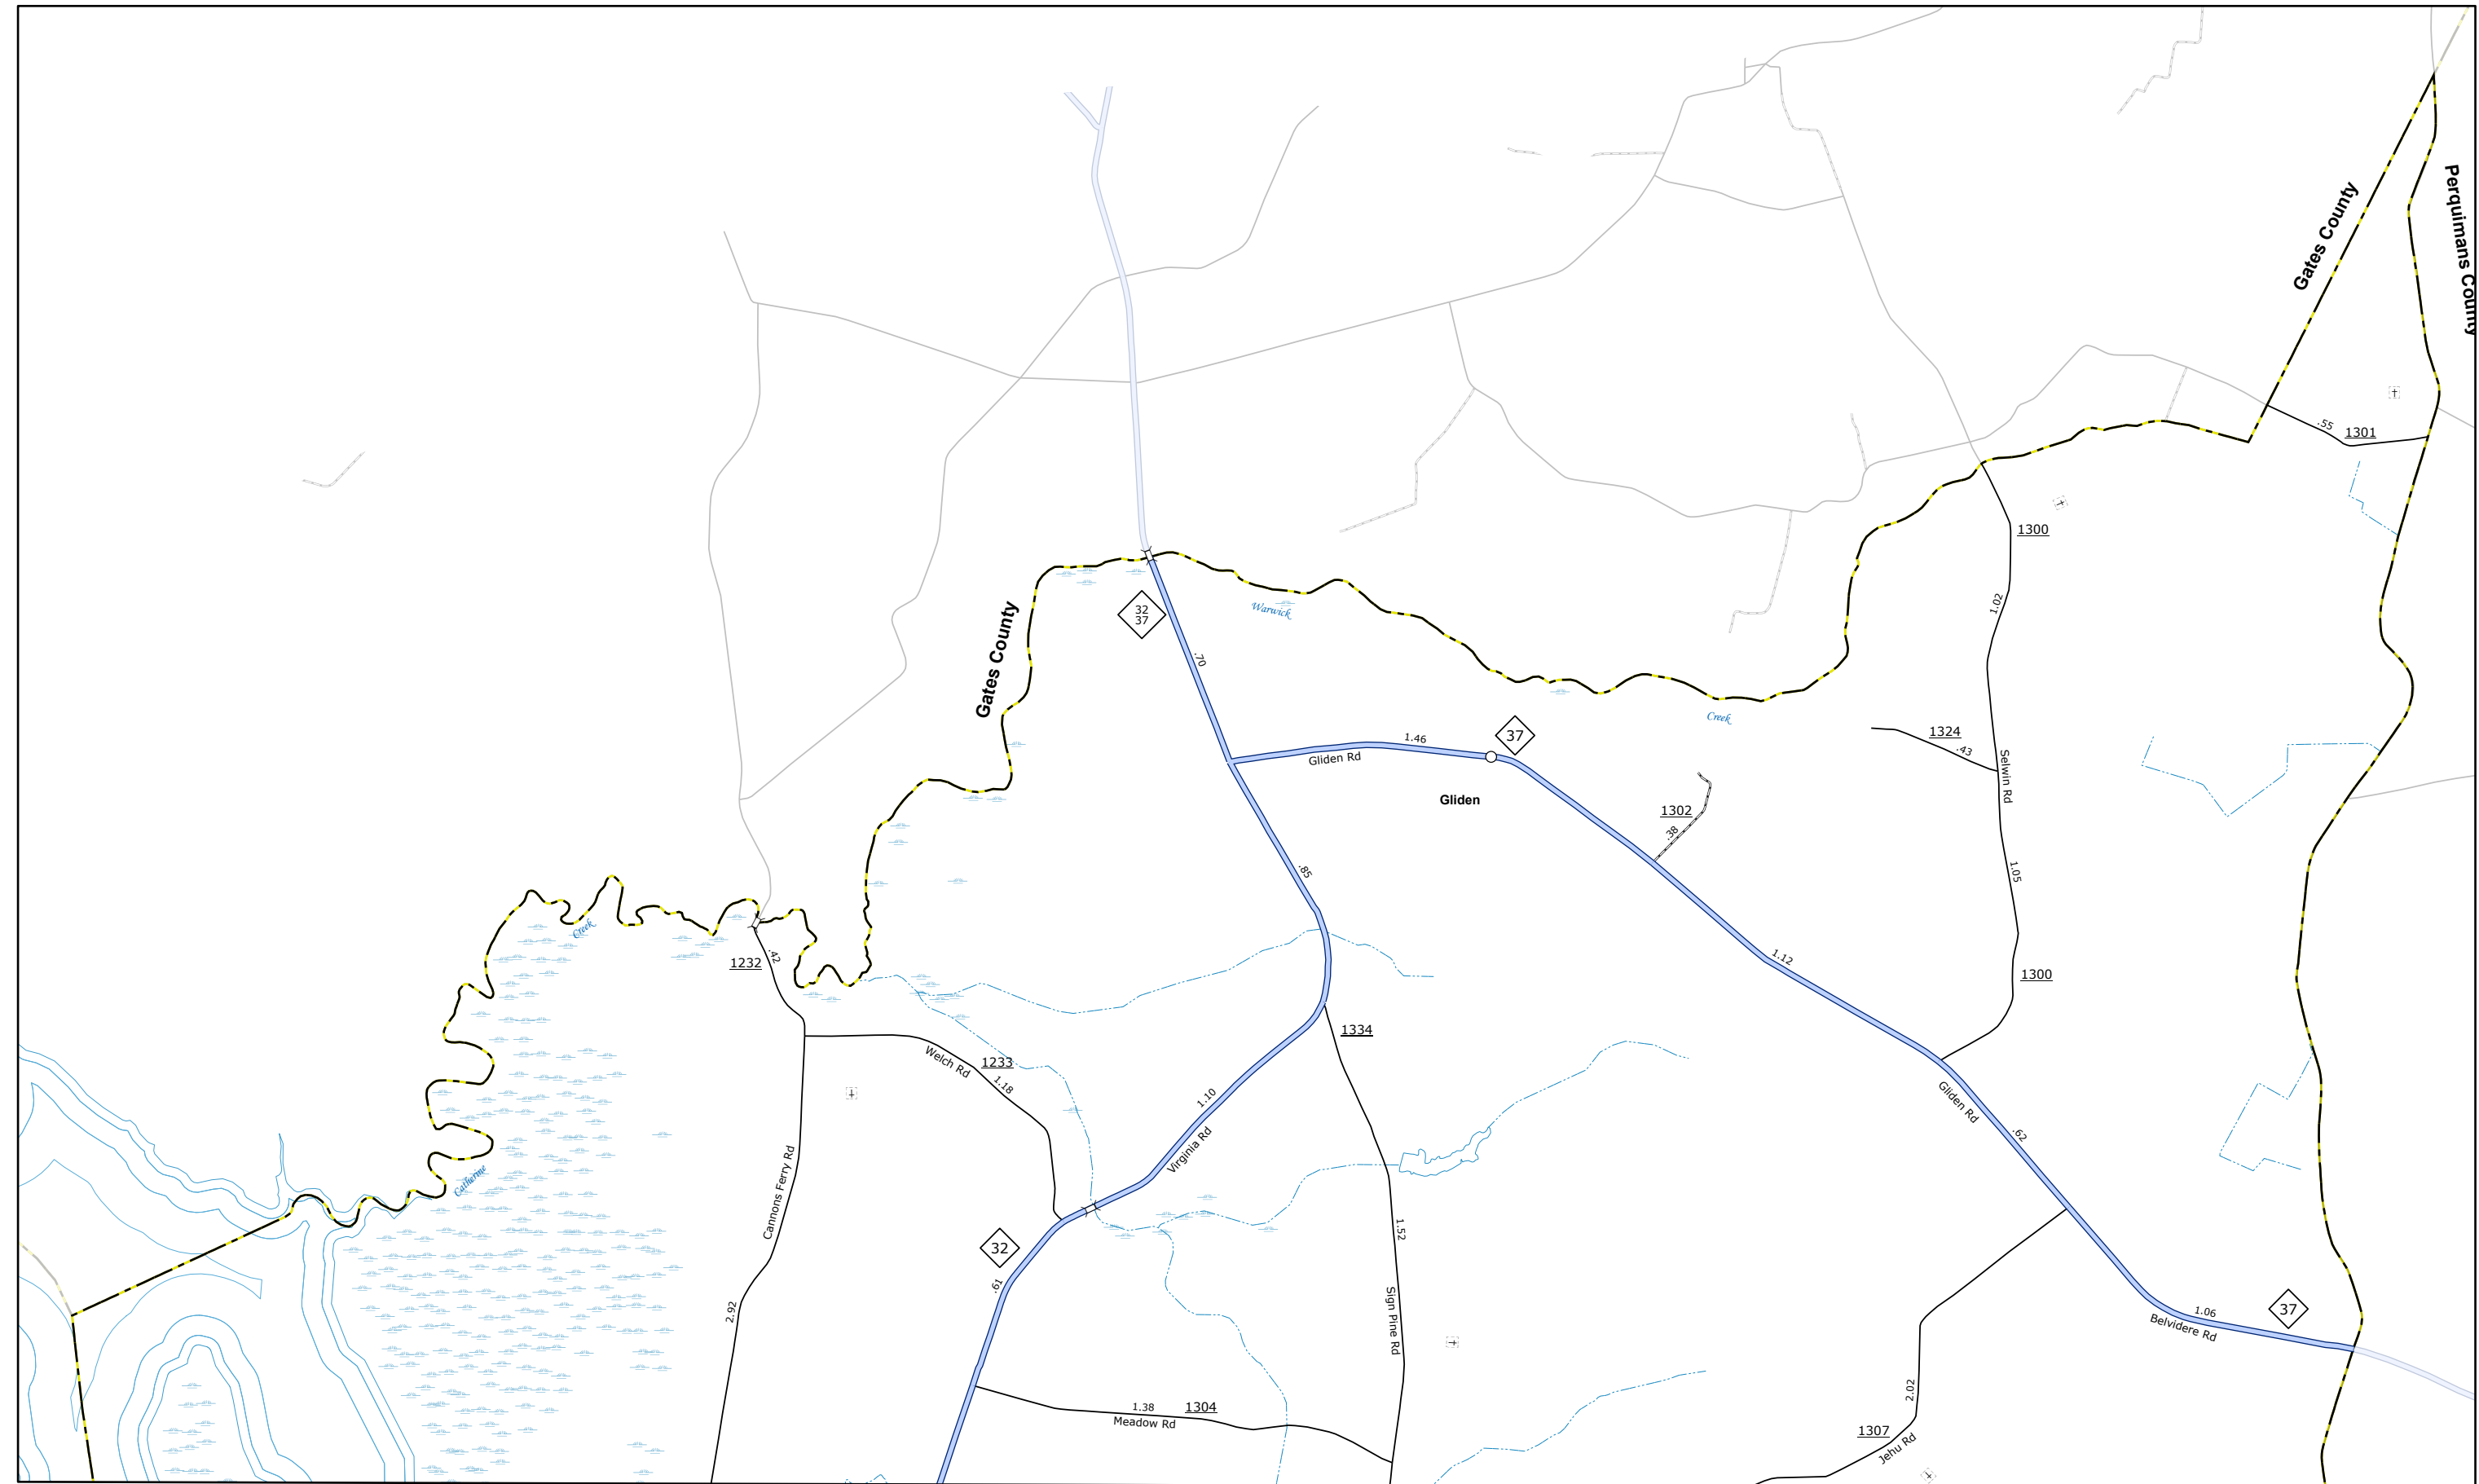 Gates County
Perquimans County
.55
1301
1300
1.02
32
37
Warwick
Gates County
.70
Creek
37
1.46
Gliden Rd
1324
.43
Selwin Rd
Gliden
1302
.38
.85
1.05
Creek
1232
.42
1.12
1300
1334
1233
Welch Rd
1.18
1.10
Virginia Rd
Gliden Rd
.62
Catherine
Cannons Ferry Rd
1.52
32
.61
2.92
Sign Pine Rd
1.06
37
Belvidere Rd
2.02
1.38
1304
Meadow Rd
1307
Jehu Rd